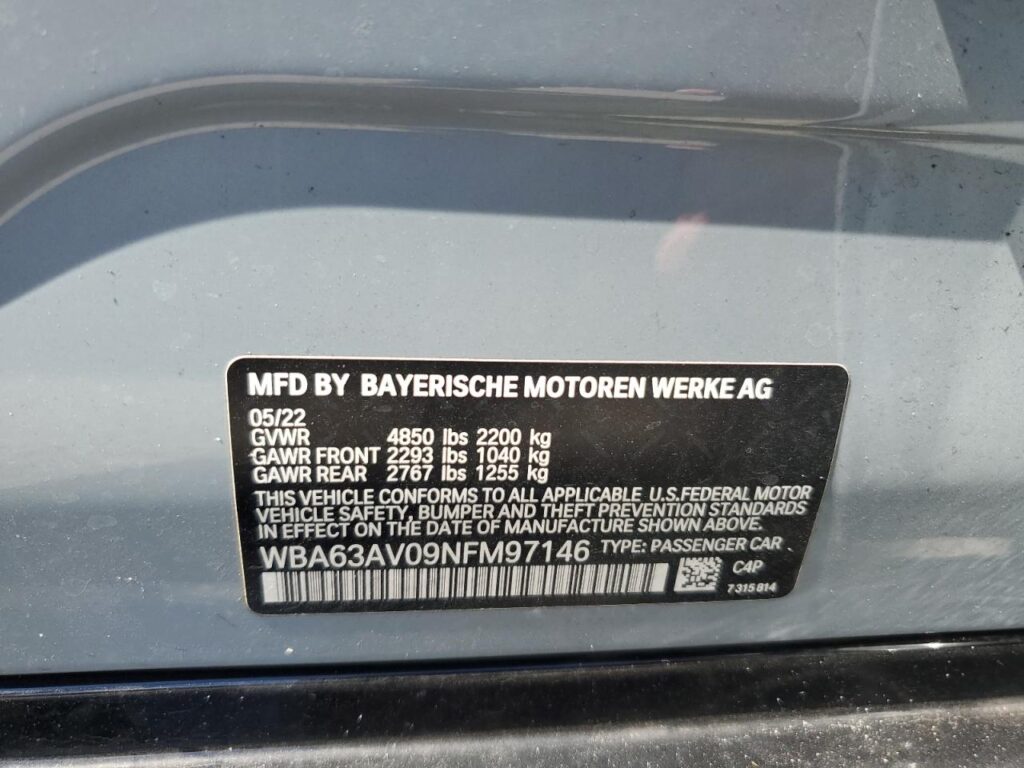 MFD BY BAYERISCHE MOTOREN WERKE AG
05/22
GVWR 4850 lbs 2200 kg
GAWR FRONT 2293 lbs 1040 kg
GAWR REAR 2767 lbs 1255 kg
THIS VEHICLE CONFORMS TO ALL APPLICABLE U.S.FEDERAL MOTOR
VEHICLE SAFETY, BUMPER AND THEFT PREVENTION STANDARDS
IN EFFECT ON THE DATE OF MANUFACTURE SHOWN ABOVE.
WBA63AV09NFM97146 TYPE: PASSENGER CAR
C4P
7 315 814